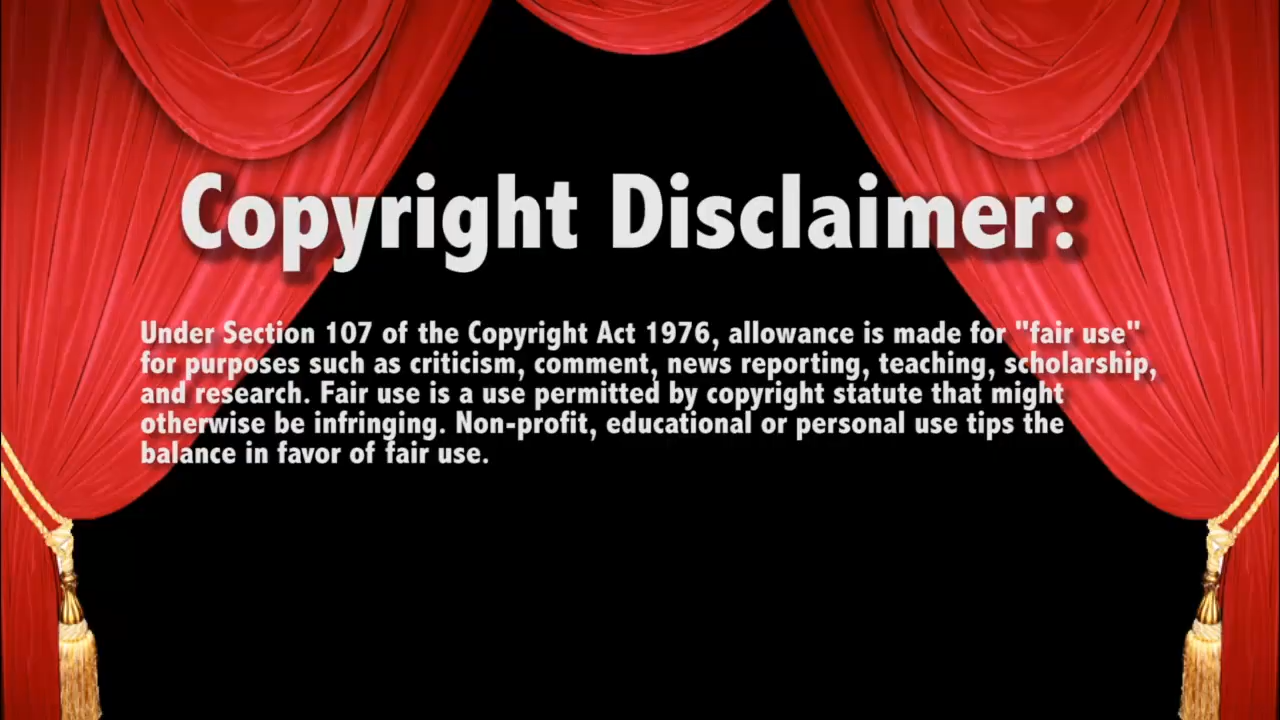 Copyright Disclaimer:
Under Section 107 of the Copyright Act 1976, allowance is made for "fair use"
for purposes such as criticism, comment, news reporting, teaching, scholarship,
and research. Fair use is a use permitted by copyright statute that might
otherwise be infringing. Non-profit, educational or personal use tips the
balance in favor of fair use.